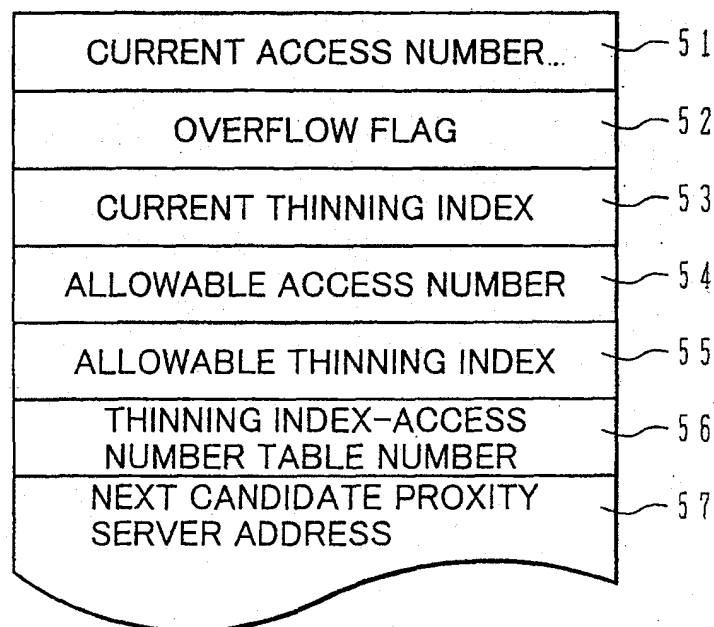 CURRENT ACCESS NUMBER... 51
OVERFLOW FLAG 52
CURRENT THINNING INDEX 53
ALLOWABLE ACCESS NUMBER 54
ALLOWABLE THINNING INDEX 55
THINNING INDEX-ACCESS
NUMBER TABLE NUMBER 56
NEXT CANDIDATE PROXITY
SERVER ADDRESS 57